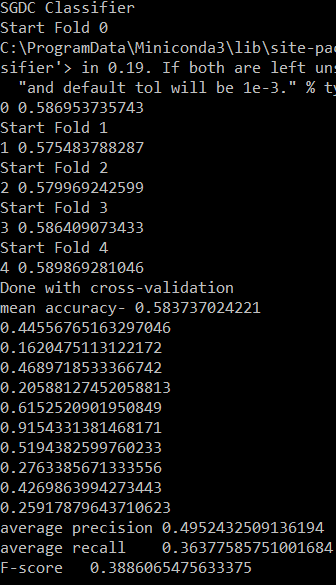 SGDC Classifier
Start Fold 0
C:\ProgramData\Miniconda3\lib\site-pac
sifier'> in 0.19. If both are left uns
"and default tol will be 1e-3." % ty
0 0.586953735743
Start Fold 1
1 0.575483788287
Start Fold 2
2 0.579969242599
Start Fold 3
3 0.586409073433
Start Fold 4
4 0.589869281046
Done with cross-validation
mean accuracy- 0.583737024221
0.44556765163297046
0.1620475113122172
0.4689718533366742
0.20588127452058813
0.6152520901950849
0.9154331381468171
0.5194382599760233
0.2763385671333556
0.4269863994273443
0.25917879643710623
average precision 0.4952432509136194
average recall 0.36377585751001684
F-score 0.3886065475633375